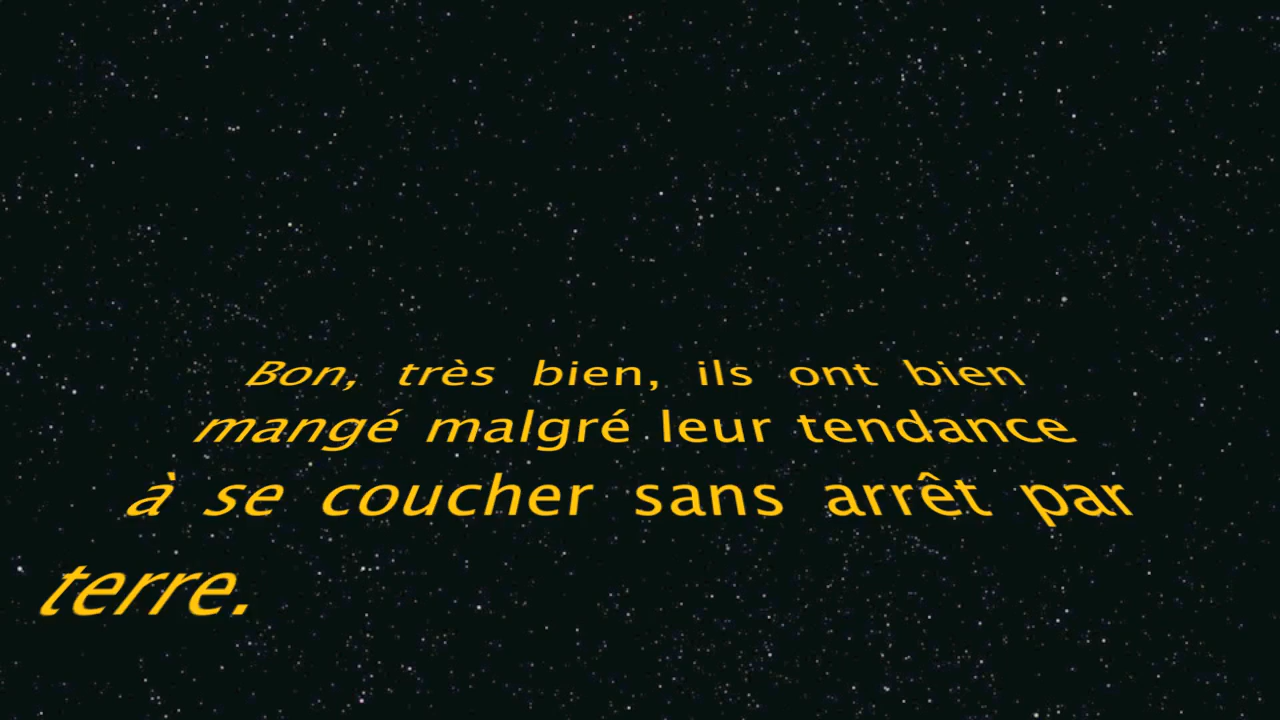 Bon, très bien, ils ont bien
mangé malgré leur tendance
à se coucher sans arrêt par
terre.